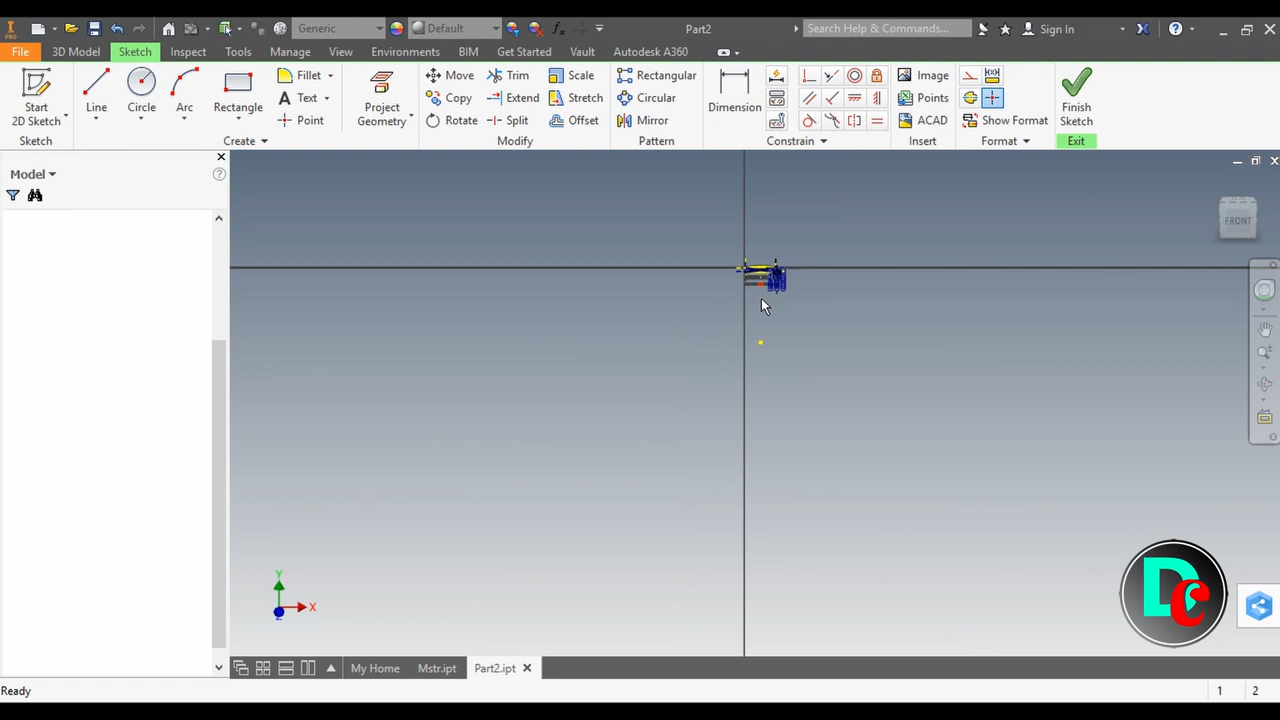 PRO
Generic
Default
fx
Part2
Search Help & Commands...
Sign In
File
3D Model
Sketch
Inspect
Tools
Manage
View
Environments
BIM
Get Started
Vault
Autodesk A360
Start
2D Sketch
Line
Circle
Arc
Rectangle
Fillet
Text
Point
Project
Geometry
Move
Copy
Rotate
Trim
Extend
Split
Scale
Stretch
Offset
Rectangular
Circular
Mirror
Dimension
Image
Points
ACAD
Show Format
Finish
Sketch
Sketch
Create
Modify
Pattern
Constrain
Insert
Format
Exit
Model
FRONT
Y
X
Z
Dc
My Home
Mstr.ipt
Part2.ipt
Ready
1
2